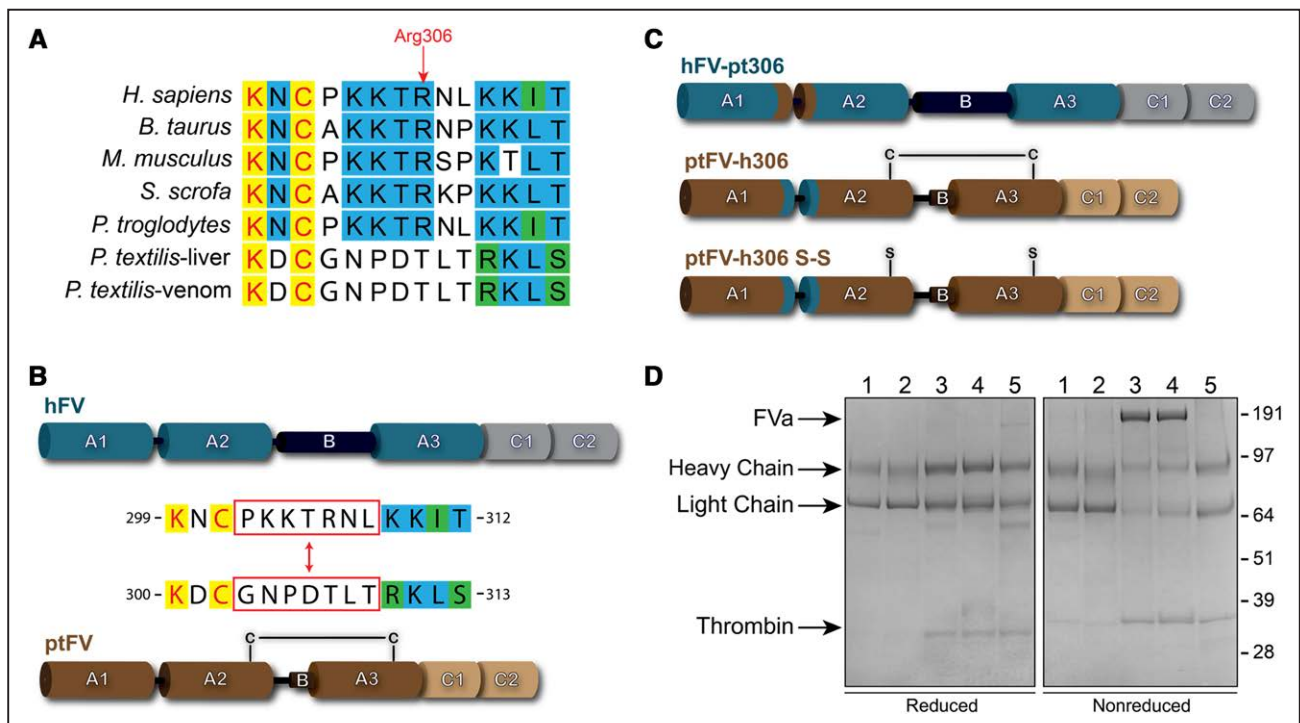 A
Arg306
H. sapiens K N C P K K T R N L K K I T
B. taurus K N C A K K T R N P K K L T
M. musculus K N C P K K T R S P K T L T
S. scrofa K N C A K K T R K P K K L T
P. troglodytes K N C P K K T R N L K K I T
P. textilis-liver K D C G N P D T L T R K L S
P. textilis-venom K D C G N P D T L T R K L S
B
hFV
A1 A2 B A3 C1 C2
299 - K N C P K K T R N L K K I T -312
300 - K D C G N P D T L T R K L S -313
C C
ptFV
A1 A2 B A3 C1 C2
C
hFV-pt306
A1 A2 B A3 C1 C2
ptFV-h306
C C
A1 A2 B A3 C1 C2
ptFV-h306 S-S
S S
A1 A2 B A3 C1 C2
D
1 2 3 4 5 1 2 3 4 5
FVa
Heavy Chain
Light Chain
Thrombin
- 191
- 97
- 64
- 51
- 39
- 28
Reduced Nonreduced